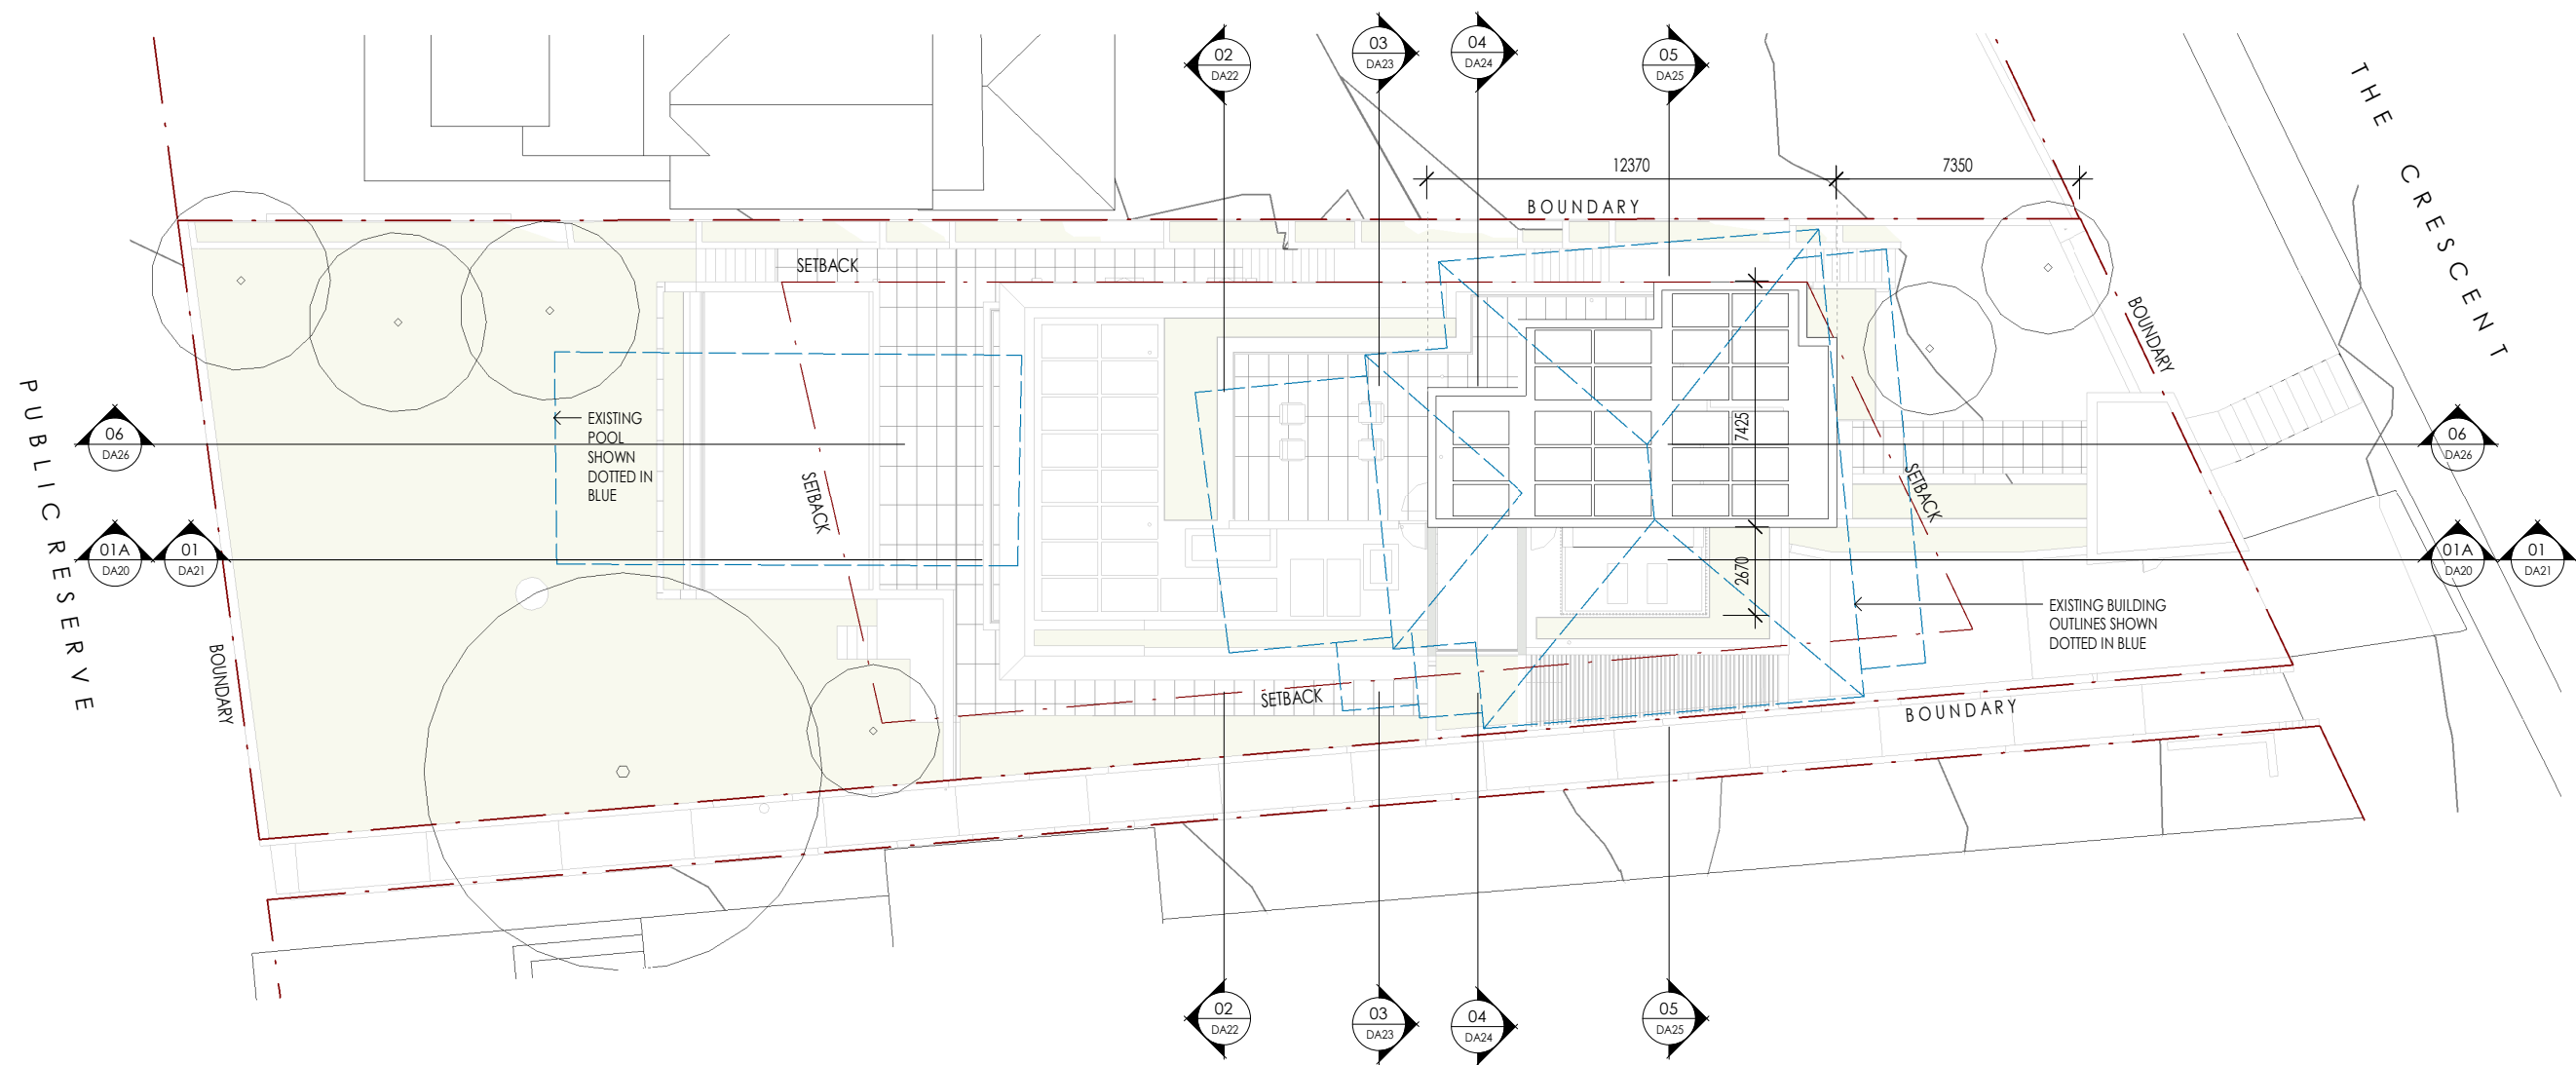 02
DA22
03
DA23
04
DA24
05
DA25
THE CRESCENT
12370
7350
BOUNDARY
SETBACK
BOUNDARY
PUBLIC RESERVE
EXISTING
POOL
SHOWN
DOTTED IN
BLUE
7425
06
DA26
06
DA26
SETBACK
SETBACK
01A
DA20
01
DA21
2670
01A
DA20
01
DA21
EXISTING BUILDING
OUTLINES SHOWN
DOTTED IN BLUE
BOUNDARY
SETBACK
BOUNDARY
02
DA22
03
DA23
04
DA24
05
DA25